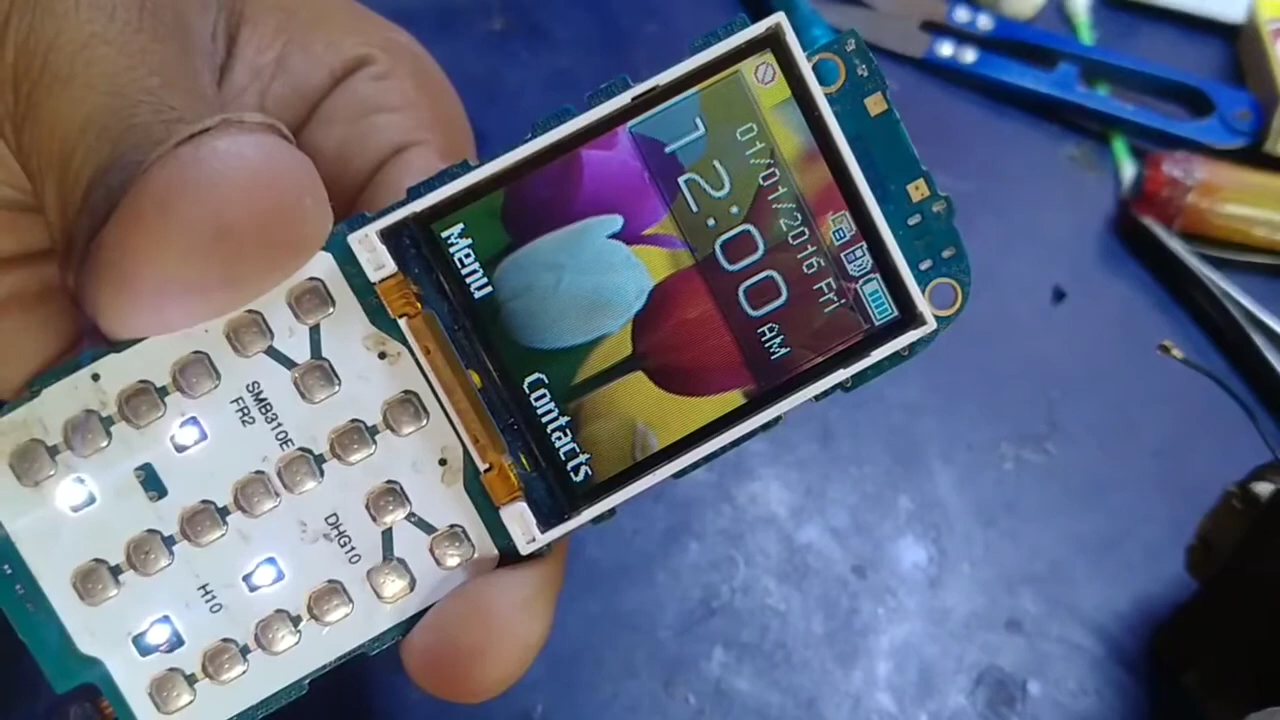 01/01/2016 Fri
12:00 AM
Menu
Contacts
SMB310E
FR2
DHG10
H10